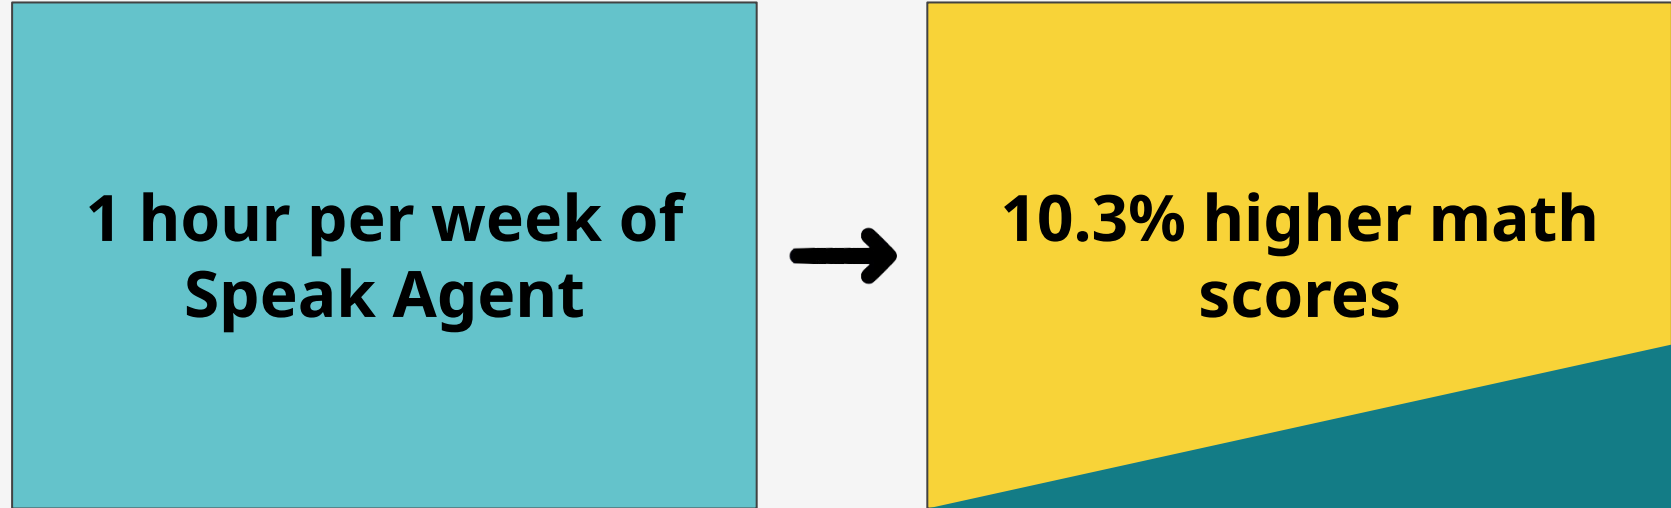 1 hour per week of
Speak Agent
10.3% higher math
scores